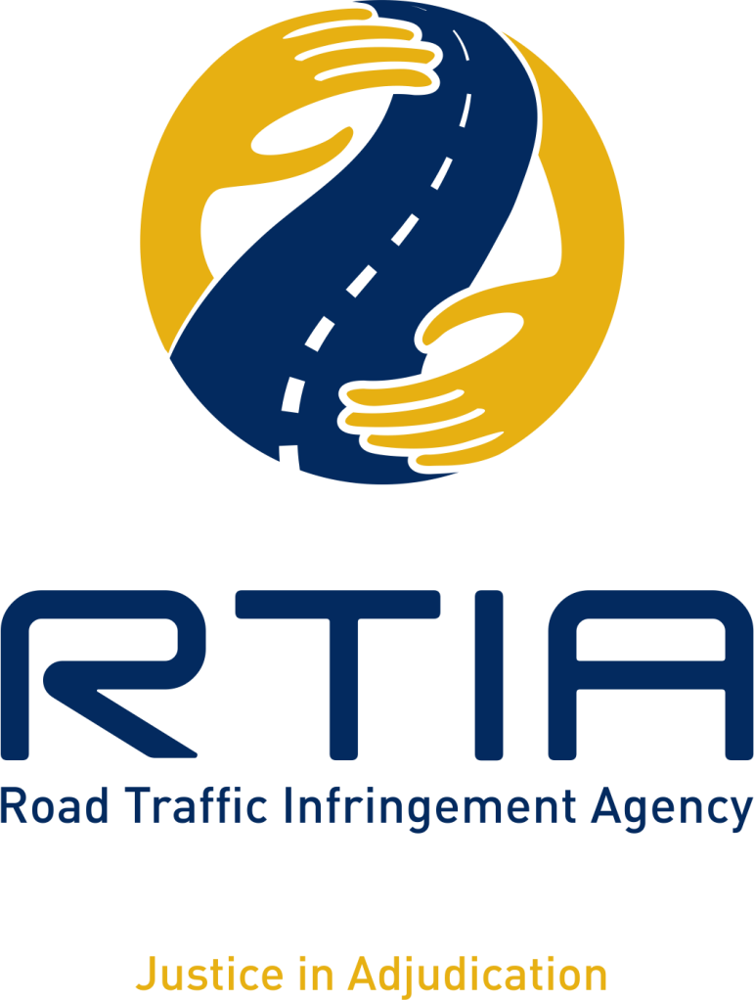 RTIA
Road Traffic Infringement Agency
Justice in Adjudication